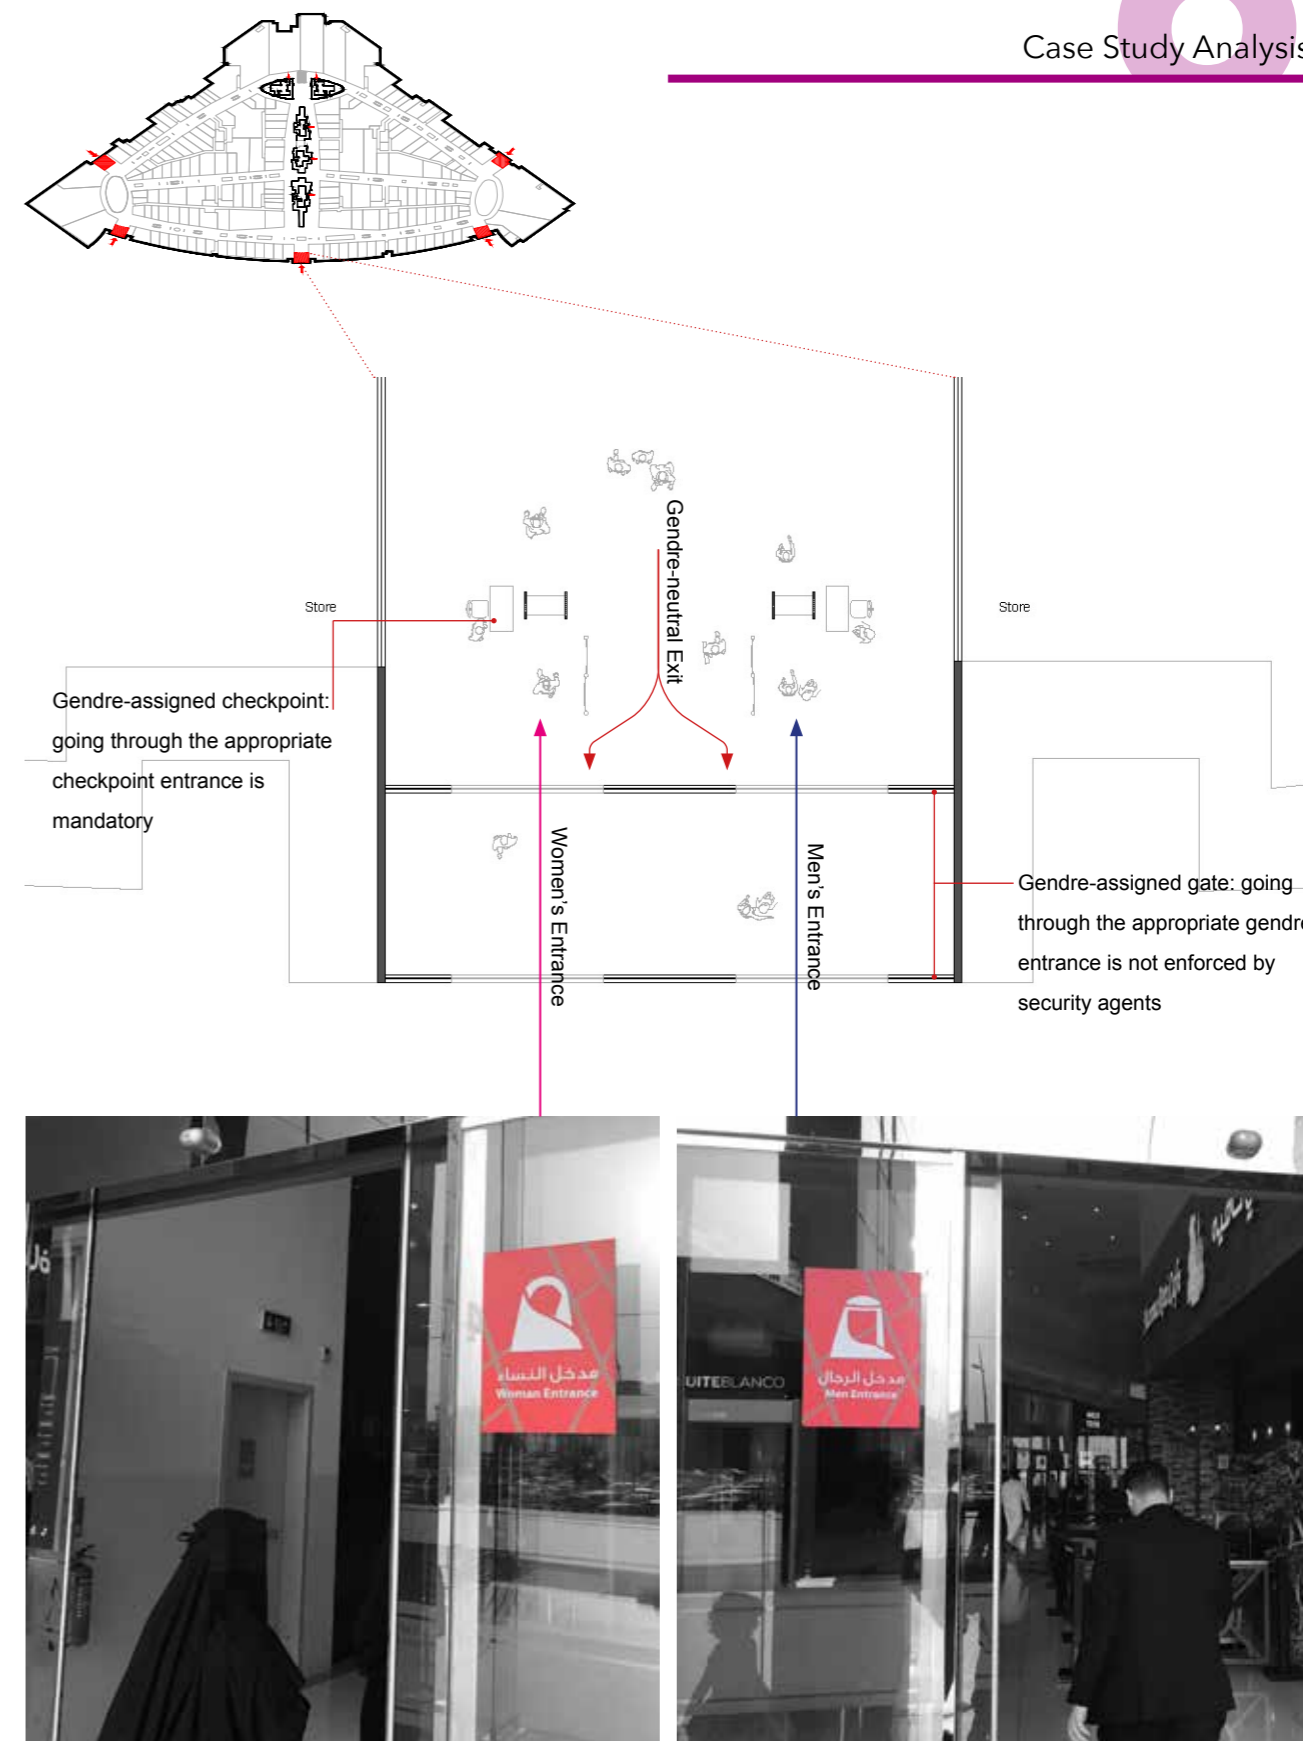 Case Study Analysis
Gendre-neutral Exit
Store
Store
Gendre-assigned checkpoint:
going through the appropriate
checkpoint entrance is
mandatory
Women's Entrance
Men's Entrance
Gendre-assigned gate: going
through the appropriate gendre
entrance is not enforced by
security agents
مدخل النساء
Woman Entrance
UITEBLANCO
مدخل الرجال
Men Entrance